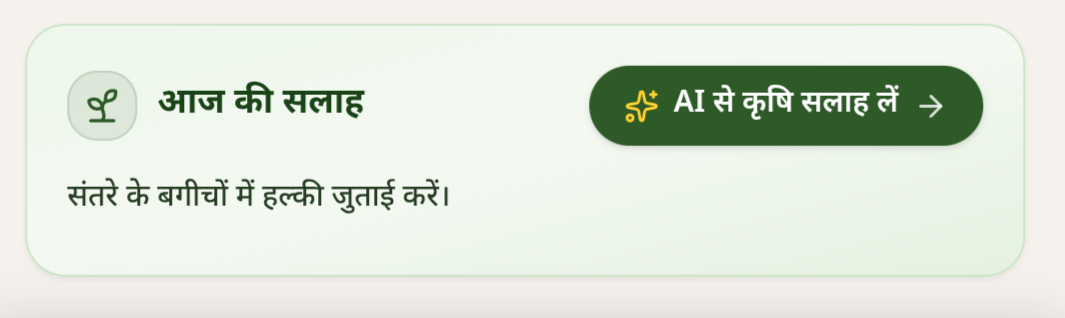 आज की सलाह
AI से कृषि सलाह लें →
संतरे के बगीचों में हल्की जुताई करें।